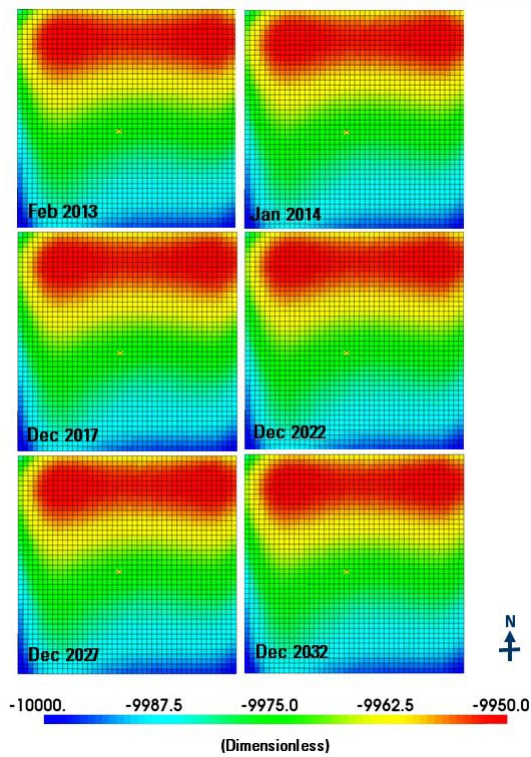 Feb 2013
Jan 2014
Dec 2017
Dec 2022
Dec 2027
Dec 2032
N
-10000. -9987.5 -9975.0 -9962.5 -9950.0
(Dimensionless)